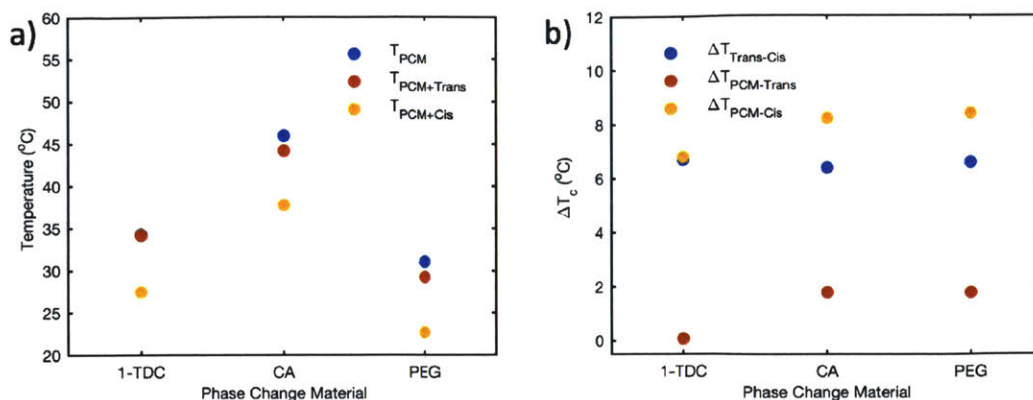 a)
60
55
50
45
40
35
30
25
20
Temperature (°C)
T_PCM
T_PCM+Trans
T_PCM+Cis
1-TDC CA PEG
Phase Change Material
b)
12
10
8
6
4
2
0
ΔT_c (°C)
ΔT_Trans-Cis
ΔT_PCM-Trans
ΔT_PCM-Cis
1-TDC CA PEG
Phase Change Material